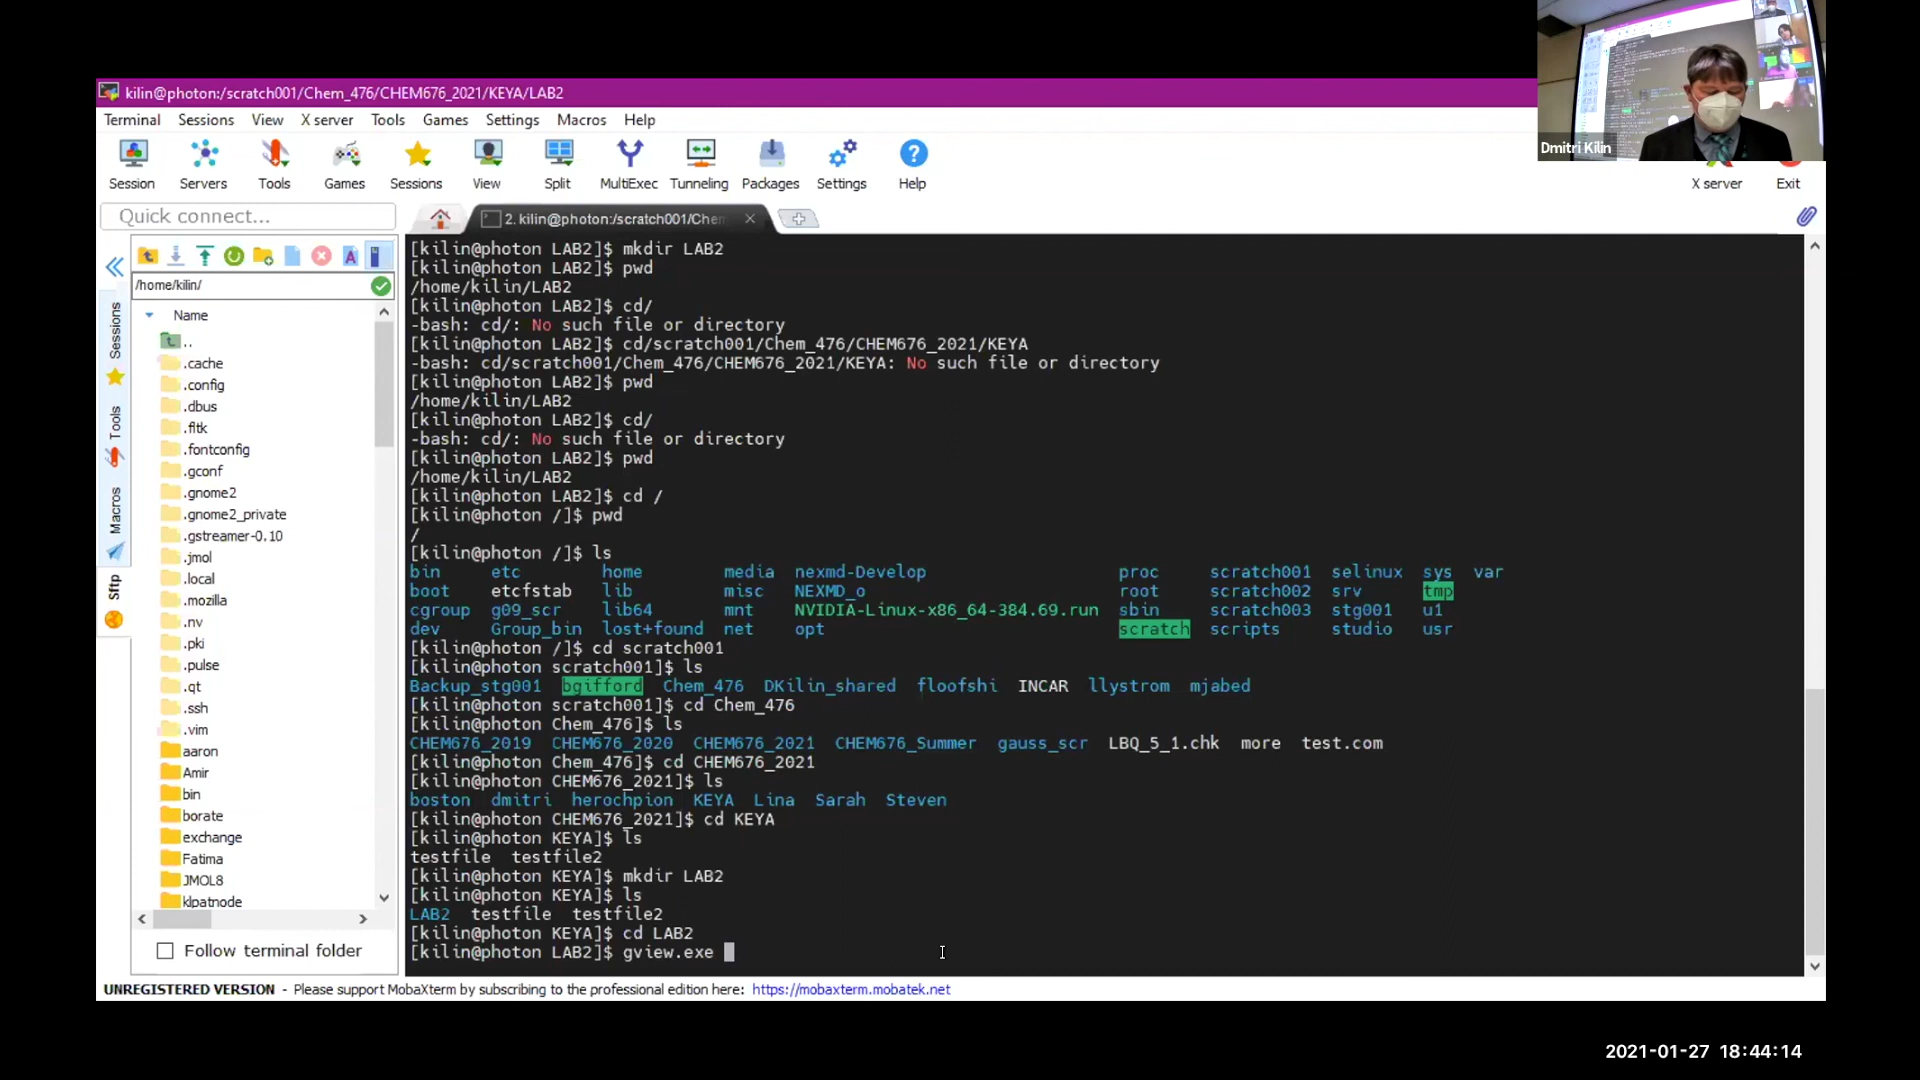 kilin@photon:/scratch001/Chem_476/CHEM676_2021/KEYA/LAB2
Terminal Sessions View X server Tools Games Settings Macros Help
Session Servers Tools Games Sessions View Split MultiExec Tunneling Packages Settings Help
X server Exit
Dmitri Kilin
Quick connect...
2. kilin@photon:/scratch001/Chem
/home/kilin/
Name
..
.cache
.config
.dbus
.fltk
.fontconfig
.gconf
.gnome2
.gnome2_private
.gstreamer-0.10
.jmol
.local
.mozilla
.nv
.pki
.pulse
.qt
.ssh
.vim
aaron
Amir
bin
borate
exchange
Fatima
JMOL8
klpatnode
Follow terminal folder
Sessions
Tools
Macros
Sftp
[kilin@photon LAB2]$ mkdir LAB2
[kilin@photon LAB2]$ pwd
/home/kilin/LAB2
[kilin@photon LAB2]$ cd/
-bash: cd/: No such file or directory
[kilin@photon LAB2]$ cd/scratch001/Chem_476/CHEM676_2021/KEYA
-bash: cd/scratch001/Chem_476/CHEM676_2021/KEYA: No such file or directory
[kilin@photon LAB2]$ pwd
/home/kilin/LAB2
[kilin@photon LAB2]$ cd/
-bash: cd/: No such file or directory
[kilin@photon LAB2]$ pwd
/home/kilin/LAB2
[kilin@photon LAB2]$ cd /
[kilin@photon /]$ pwd
/
[kilin@photon /]$ ls
bin etc home media nexmd-Develop proc scratch001 selinux sys var
boot etcfstab lib misc NEXMD_o root scratch002 srv tmp
cgroup g09_scr lib64 mnt NVIDIA-Linux-x86_64-384.69.run sbin scratch003 stg001 u1
dev Group_bin lost+found net opt scratch scripts studio usr
[kilin@photon /]$ cd scratch001
[kilin@photon scratch001]$ ls
Backup_stg001 bgifford Chem_476 DKilin_shared floofshi INCAR llystrom mjabed
[kilin@photon scratch001]$ cd Chem_476
[kilin@photon Chem_476]$ ls
CHEM676_2019 CHEM676_2020 CHEM676_2021 CHEM676_Summer gauss_scr LBQ_5_1.chk more test.com
[kilin@photon Chem_476]$ cd CHEM676_2021
[kilin@photon CHEM676_2021]$ ls
boston dmitri herochpion KEYA Lina Sarah Steven
[kilin@photon CHEM676_2021]$ cd KEYA
[kilin@photon KEYA]$ ls
testfile testfile2
[kilin@photon KEYA]$ mkdir LAB2
[kilin@photon KEYA]$ ls
LAB2 testfile testfile2
[kilin@photon KEYA]$ cd LAB2
[kilin@photon LAB2]$ gview.exe
UNREGISTERED VERSION - Please support MobaXterm by subscribing to the professional edition here: https://mobaxterm.mobatek.net
2021-01-27 18:44:14